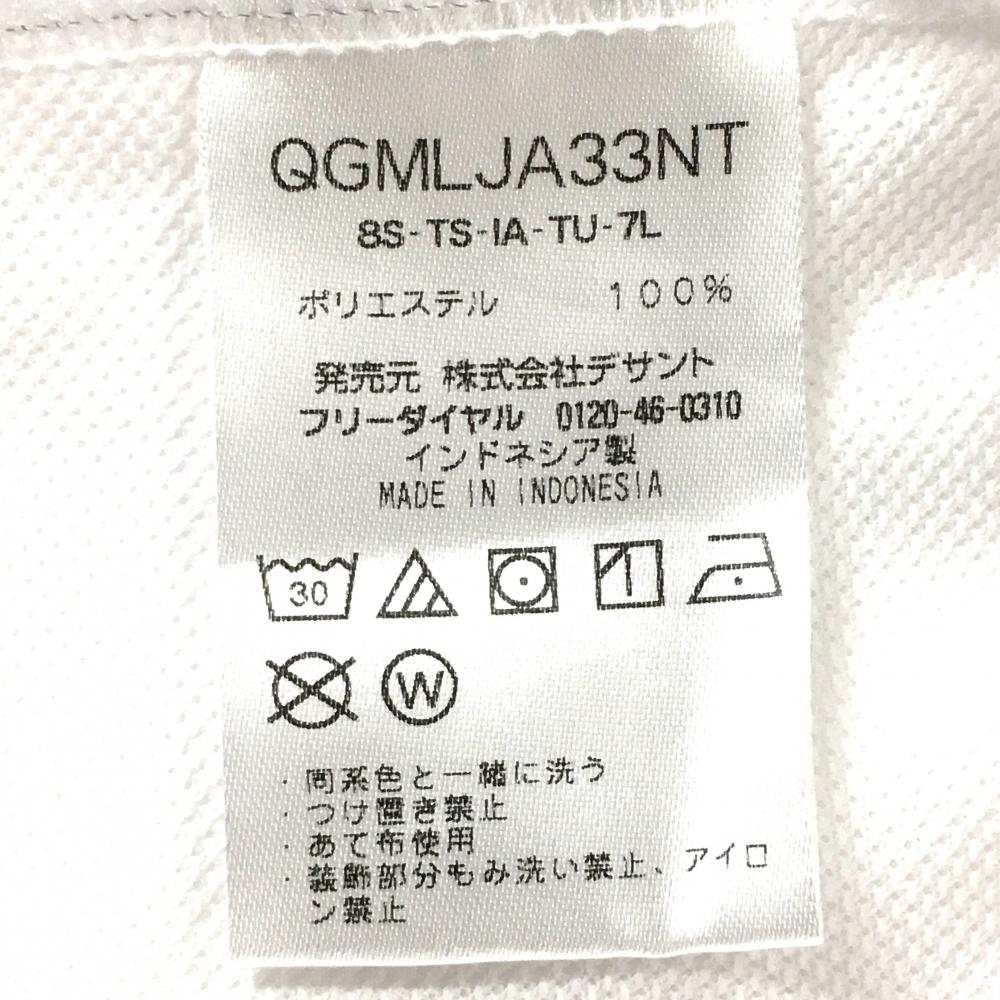 QGMLJA33NT
8S-TS-IA-TU-7L
ポリエステル 100%
発売元 株式会社デサント
フリーダイヤル 0120-46-0310
インドネシア製
MADE IN INDONESIA
30
W
・同系色と一緒に洗う
・つけ置き禁止
・あて布使用
・装飾部分もみ洗い禁止、アイロ
ン禁止